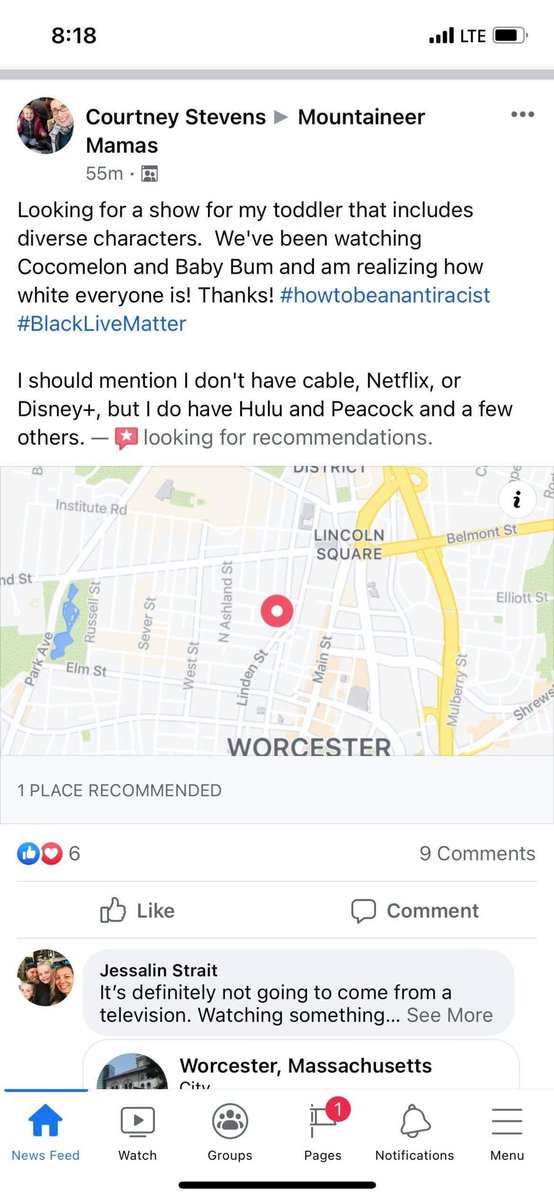 8:18
LTE
Courtney Stevens ▶ Mountaineer
Mamas
55m ·
Looking for a show for my toddler that includes
diverse characters.  We've been watching
Cocomelon and Baby Bum and am realizing how
white everyone is! Thanks! #howtobeanantiracist
#BlackLiveMatter
I should mention I don't have cable, Netflix, or
Disney+, but I do have Hulu and Peacock and a few
others. — looking for recommendations.
DISTRICT
i
Institute Rd
LINCOLN
SQUARE
Belmont St
nd St
Russell St
Sever St
N Ashland St
Elliott St
Park Ave
Elm St
West St
Linden St
Main St
Mulberry St
Shrews
WORCESTER
1 PLACE RECOMMENDED
6
9 Comments
Like
Comment
Jessalin Strait
It's definitely not going to come from a
television. Watching something... See More
Worcester, Massachusetts
City
1
News Feed
Watch
Groups
Pages
Notifications
Menu